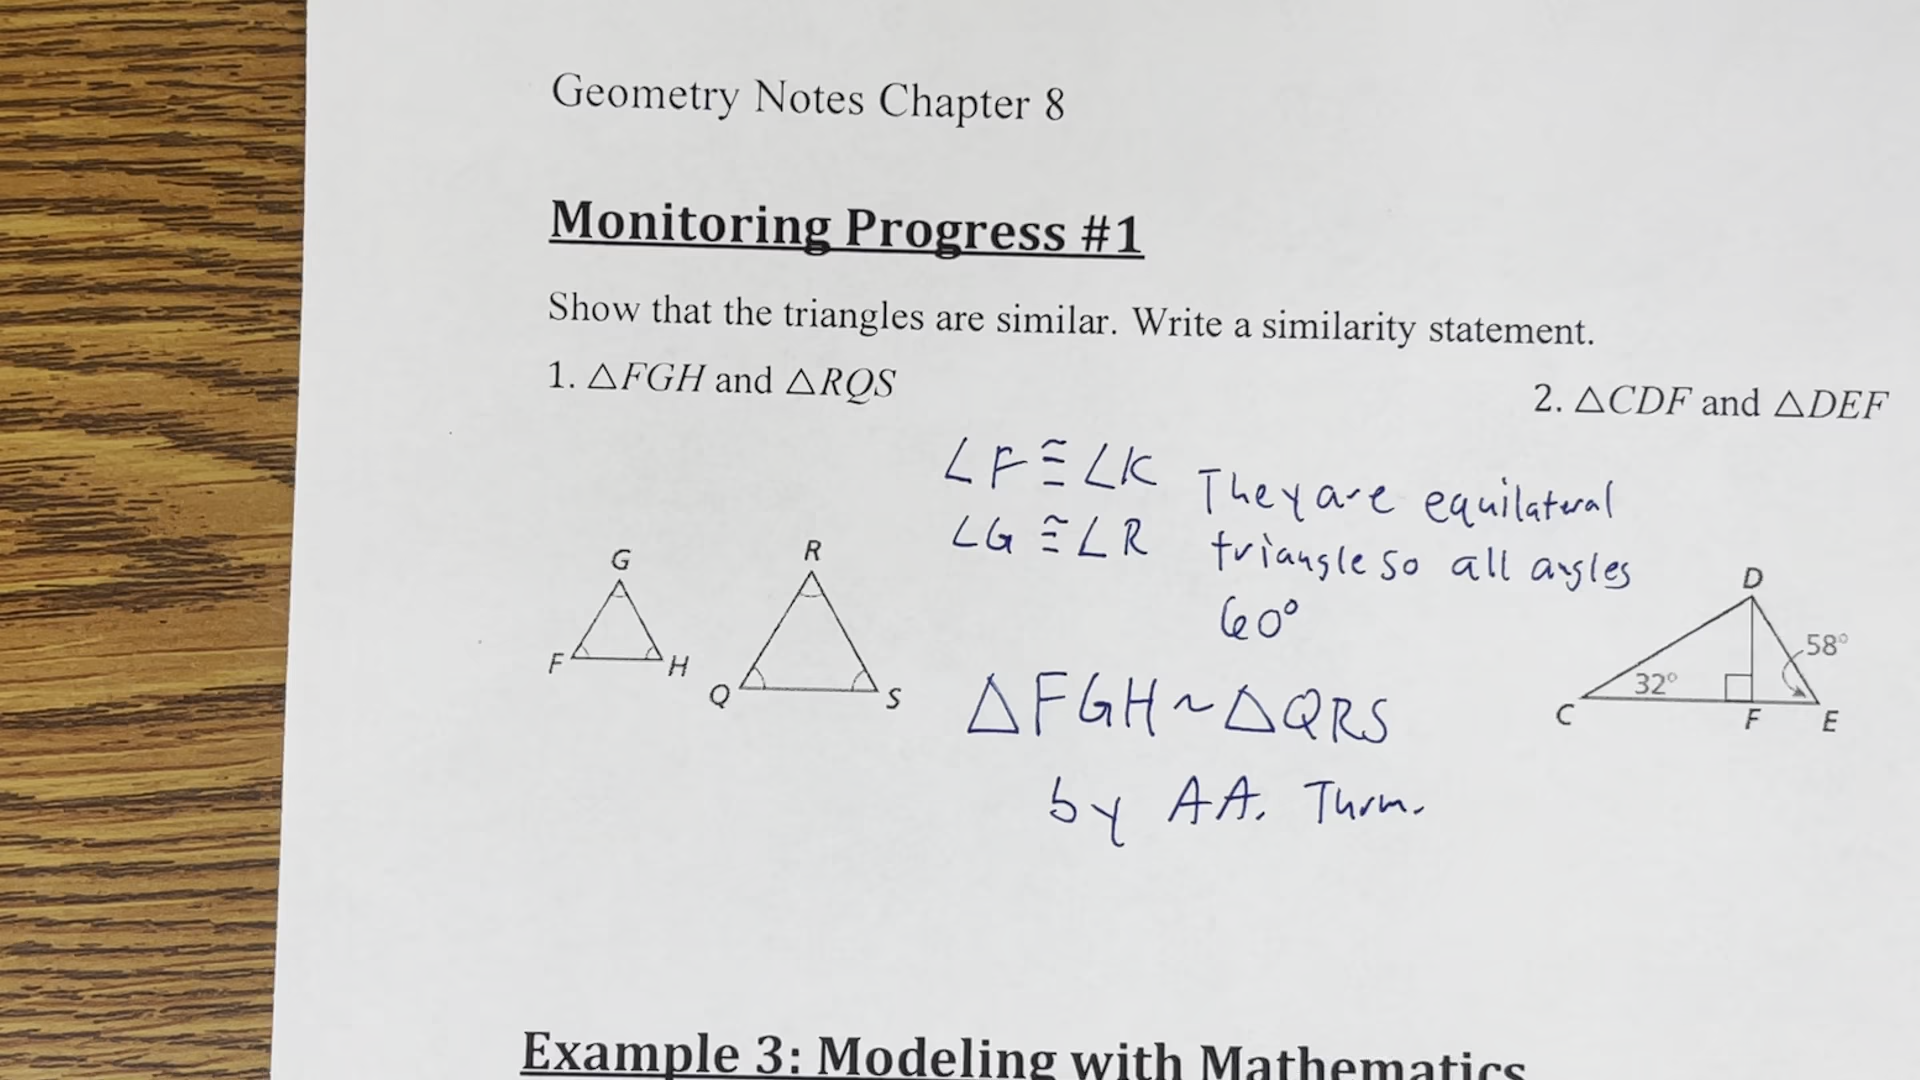 Geometry Notes Chapter 8
Monitoring Progress #1
Show that the triangles are similar. Write a similarity statement.
1. △FGH and △RQS
2. △CDF and △DEF
∠F ≅ ∠K
∠G ≅ ∠R
They are equilateral
triangle so all angles
60°
△FGH ~ △QRS
by AA. Thrm.
G
F
H
R
Q
S
D
58°
32°
C
F
E
Example 3: Modeling with Mathematics